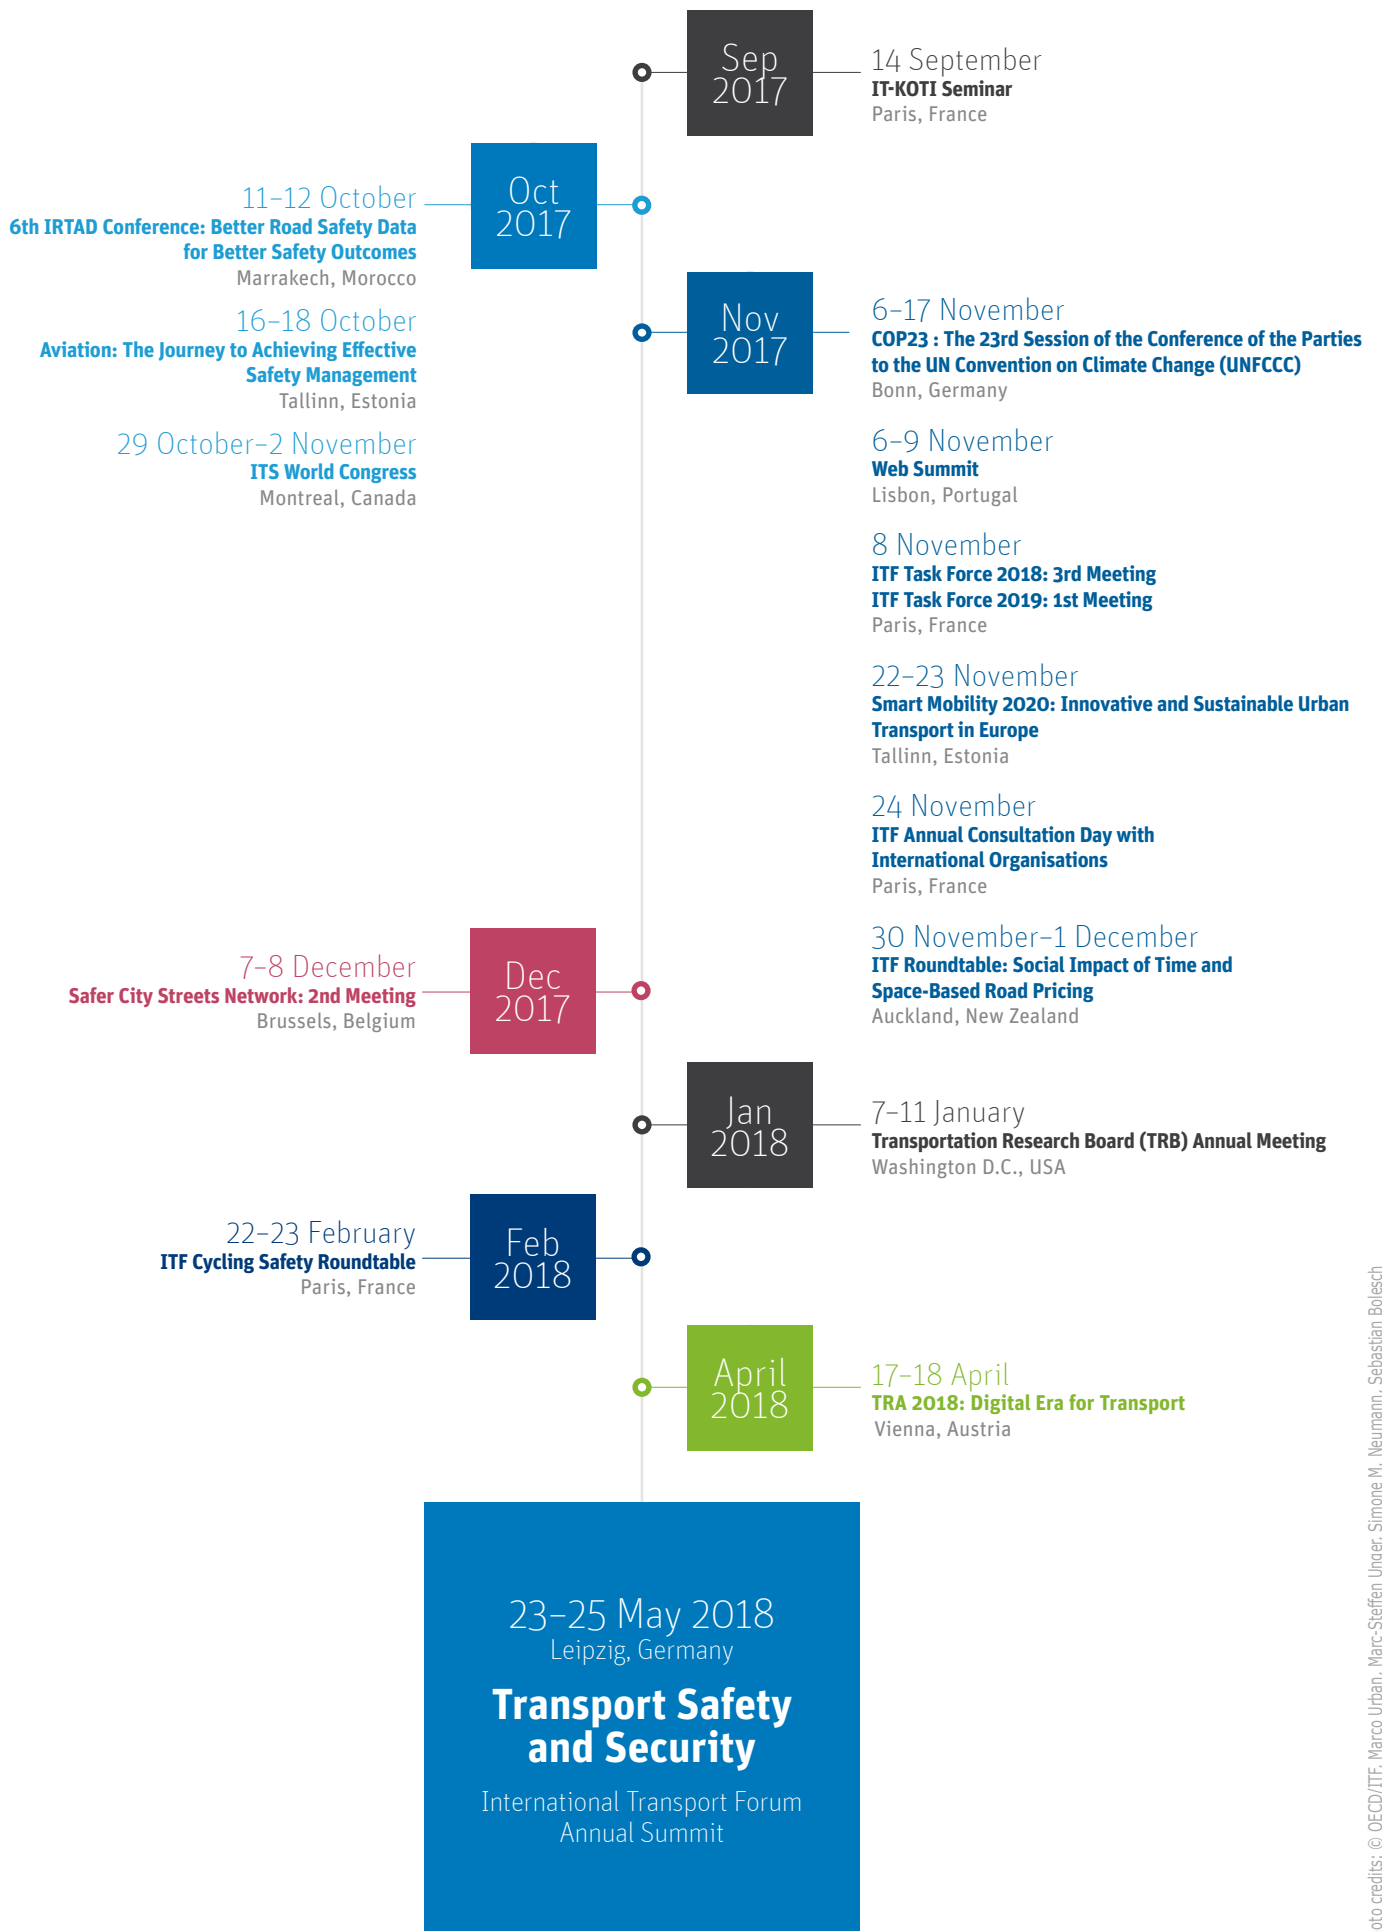 Sep
2017
14 September
IT-KOTI Seminar
Paris, France
Oct
2017
11–12 October
6th IRTAD Conference: Better Road Safety Data
for Better Safety Outcomes
Marrakech, Morocco
16–18 October
Aviation: The Journey to Achieving Effective
Safety Management
Tallinn, Estonia
29 October–2 November
ITS World Congress
Montreal, Canada
Nov
2017
6–17 November
COP23 : The 23rd Session of the Conference of the Parties
to the UN Convention on Climate Change (UNFCCC)
Bonn, Germany
6–9 November
Web Summit
Lisbon, Portugal
8 November
ITF Task Force 2018: 3rd Meeting
ITF Task Force 2019: 1st Meeting
Paris, France
22–23 November
Smart Mobility 2020: Innovative and Sustainable Urban
Transport in Europe
Tallinn, Estonia
24 November
ITF Annual Consultation Day with
International Organisations
Paris, France
30 November–1 December
ITF Roundtable: Social Impact of Time and
Space-Based Road Pricing
Auckland, New Zealand
Dec
2017
7–8 December
Safer City Streets Network: 2nd Meeting
Brussels, Belgium
Jan
2018
7–11 January
Transportation Research Board (TRB) Annual Meeting
Washington D.C., USA
Feb
2018
22–23 February
ITF Cycling Safety Roundtable
Paris, France
April
2018
17–18 April
TRA 2018: Digital Era for Transport
Vienna, Austria
23–25 May 2018
Leipzig, Germany
Transport Safety
and Security
International Transport Forum
Annual Summit
oto credits: © OECD/ITF, Marco Urban, Marc-Steffen Unger, Simone M. Neumann, Sebastian Bolesch